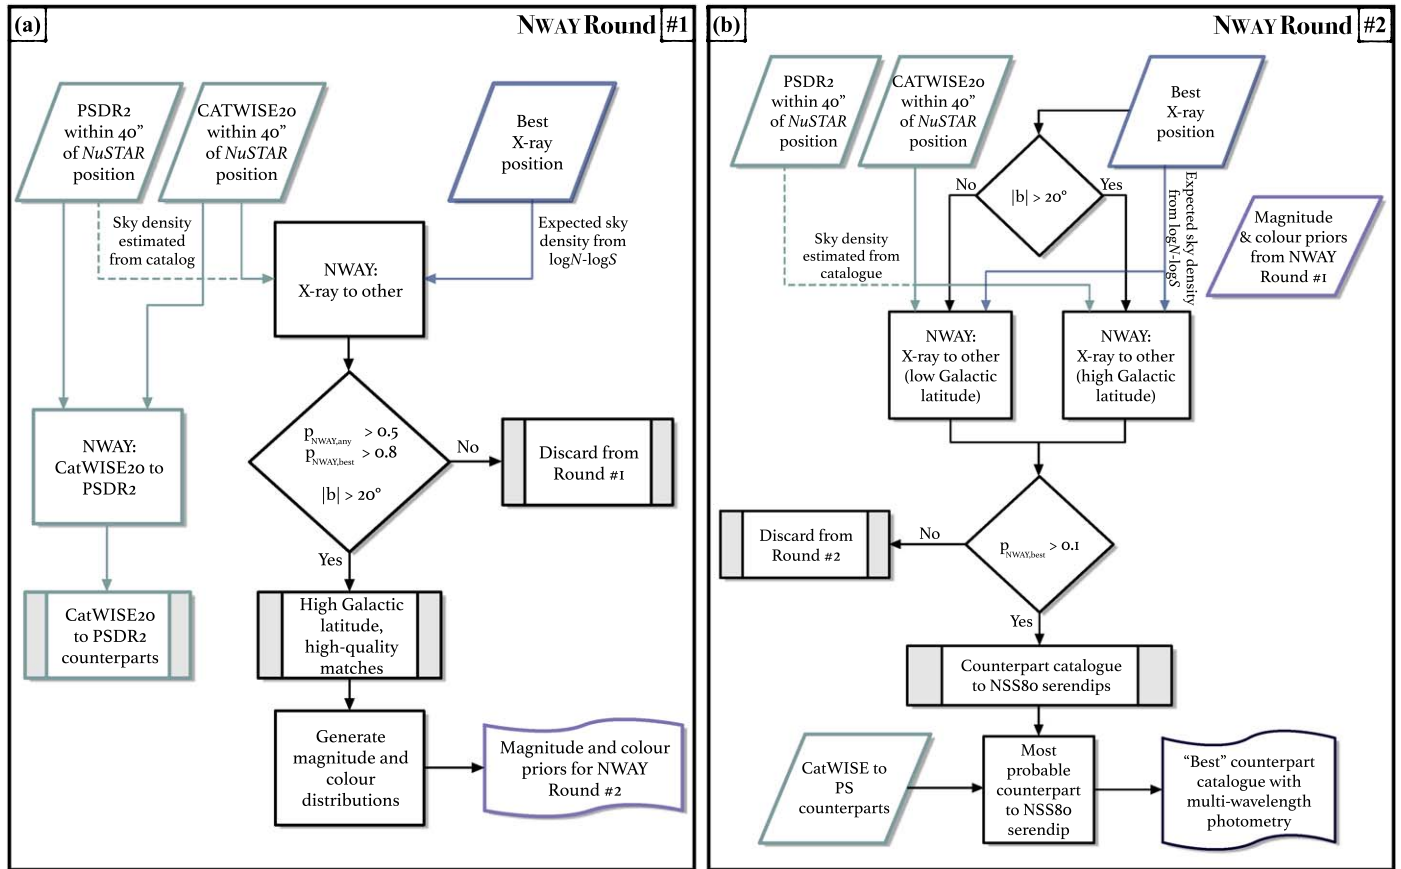 (a)
NWAY Round #1
PSDR2
within 40”
of NuSTAR
position
CATWISE20
within 40”
of NuSTAR
position
Best
X-ray
position
Sky density
estimated
from catalog
Expected sky
density from
logN-logS
NWAY:
X-ray to other
NWAY:
CatWISE20 to
PSDR2
pNWAY,any > 0.5
pNWAY,best > 0.8
|b| > 20°
No
Discard from
Round #1
Yes
CatWISE20
to PSDR2
counterparts
High Galactic
latitude,
high-quality
matches
Generate
magnitude and
colour
distributions
Magnitude and colour
priors for NWAY
Round #2
(b)
NWAY Round #2
PSDR2
within 40”
of NuSTAR
position
CATWISE20
within 40”
of NuSTAR
position
Best
X-ray
position
No
|b| > 20°
Yes
Expected sky density
from logN-logS
Magnitude
& colour priors
from NWAY
Round #1
Sky density
estimated from
catalogue
NWAY:
X-ray to other
(low Galactic
latitude)
NWAY:
X-ray to other
(high Galactic
latitude)
Discard from
Round #2
No
pNWAY,best > 0.1
Yes
Counterpart catalogue
to NSS80 serendips
CatWISE to
PS
counterparts
Most
probable
counterpart
to NSS80
serendip
“Best” counterpart
catalogue with
multi-wavelength
photometry